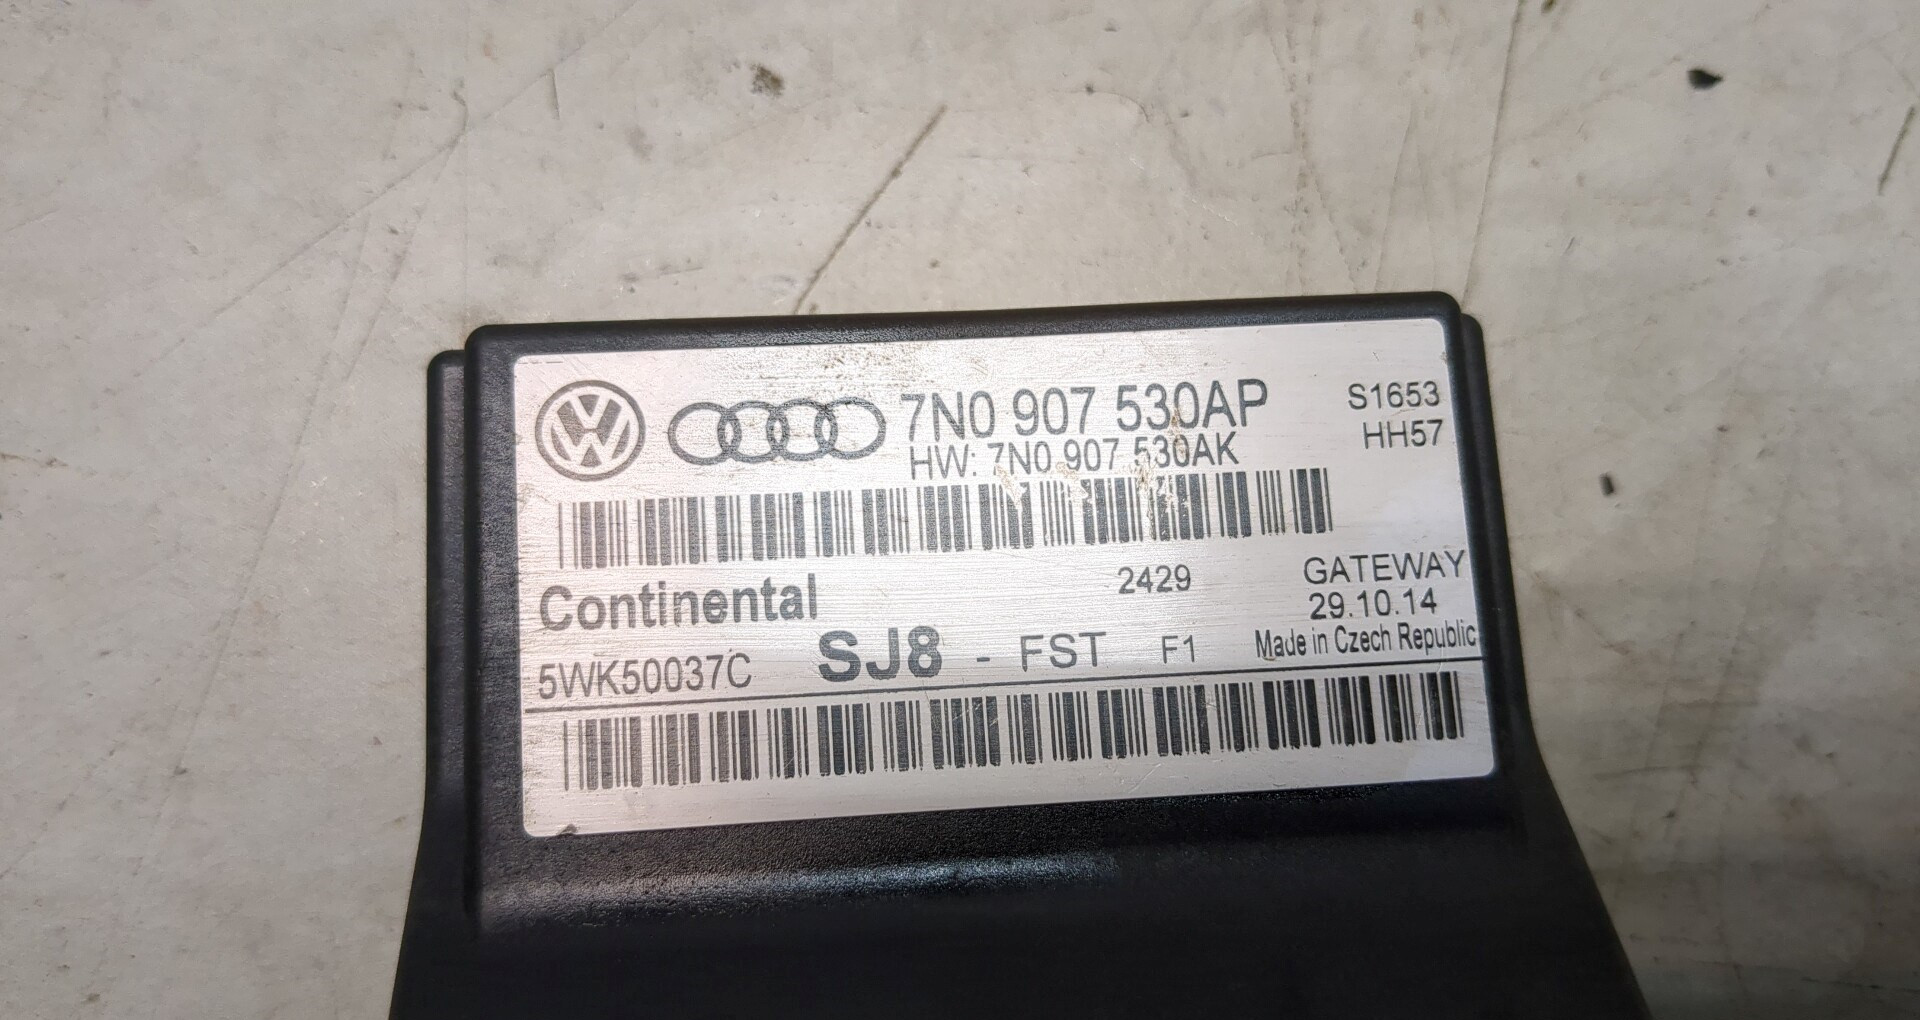 7N0 907 530AP
S1653
HW: 7N0 907 530AK
HH57
Continental
2429
GATEWAY
29.10.14
Made in Czech Republic
5WK50037C
SJ8 - FST F1